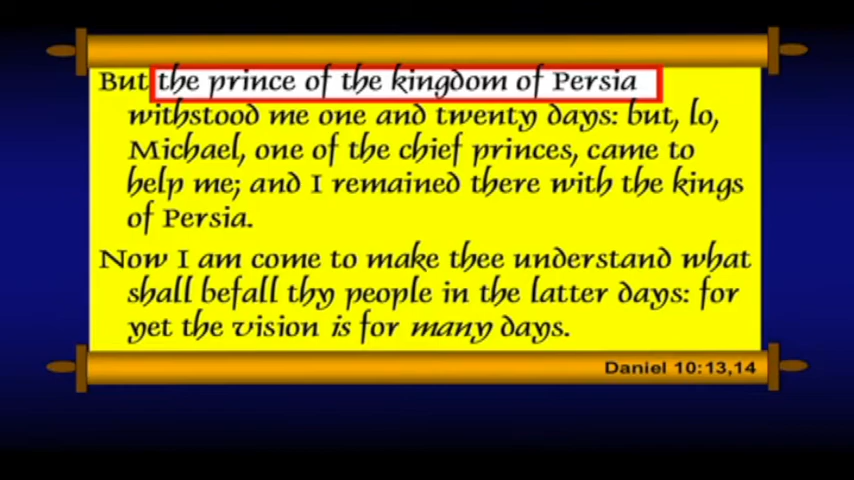 But the prince of the kingdom of Persia
withstood me one and twenty days: but, lo,
Michael, one of the chief princes, came to
help me; and I remained there with the kings
of Persia.
Now I am come to make thee understand what
shall befall thy people in the latter days: for
yet the vision is for many days.
Daniel 10:13,14